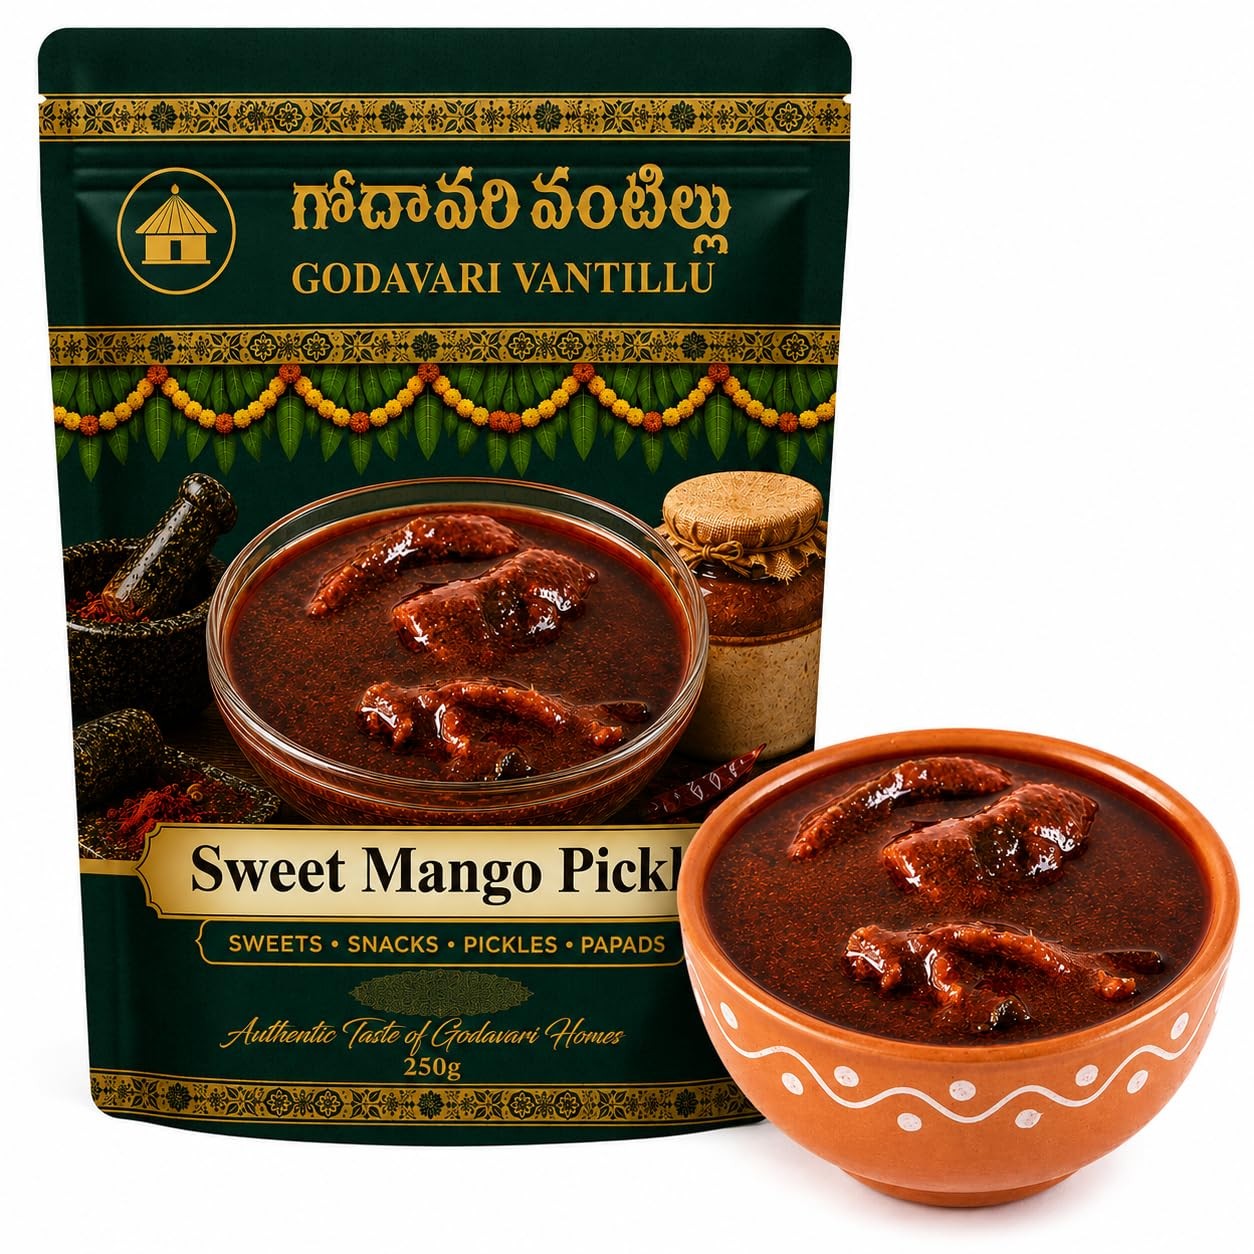 గోదావరి వంటిల్లు
GODAVARI VANTILLU
Sweet Mango Pickl
SWEETS • SNACKS • PICKLES • PAPADS
Authentic Taste of Godavari Homes
250g